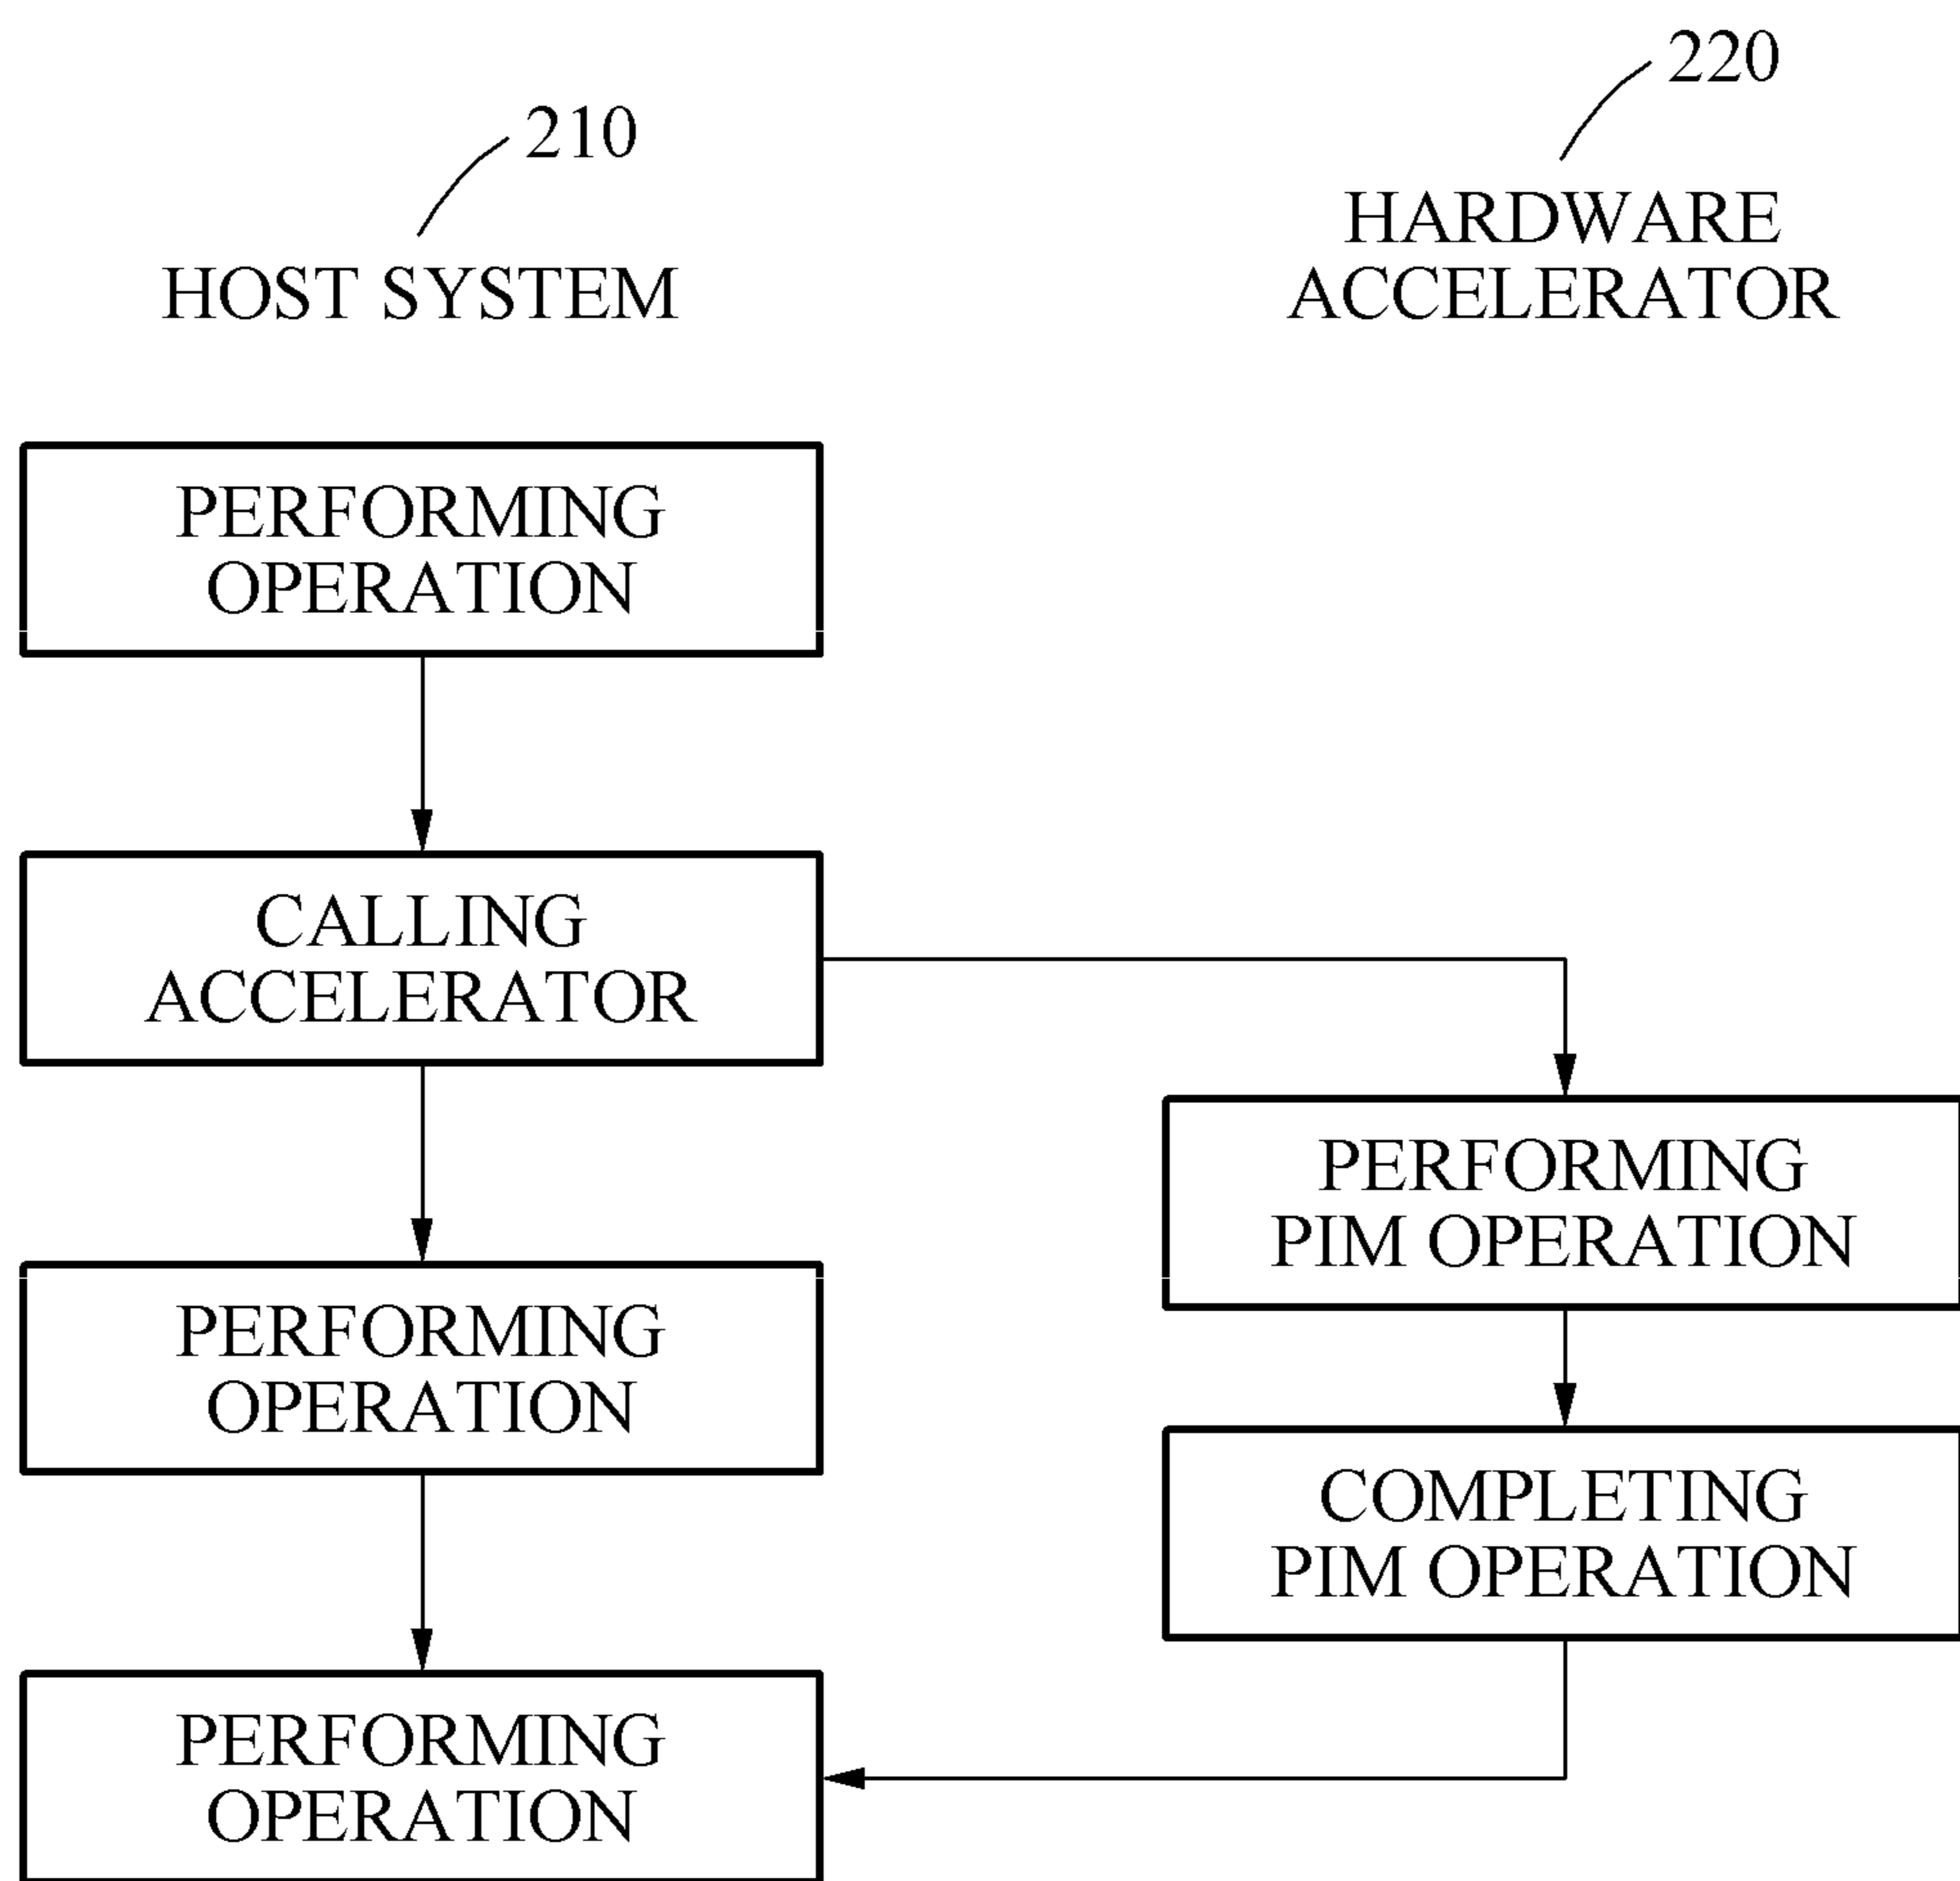 210
HOST SYSTEM
220
HARDWARE
ACCELERATOR
PERFORMING
OPERATION
CALLING
ACCELERATOR
PERFORMING
PIM OPERATION
PERFORMING
OPERATION
COMPLETING
PIM OPERATION
PERFORMING
OPERATION